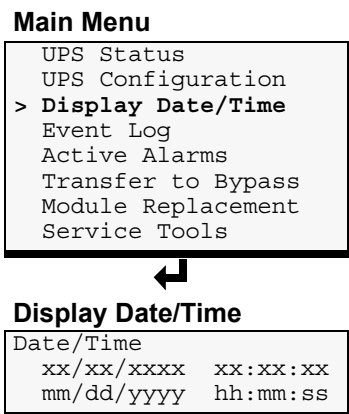 Main Menu
UPS Status
UPS Configuration
> Display Date/Time
Event Log
Active Alarms
Transfer to Bypass
Module Replacement
Service Tools
Display Date/Time
Date/Time
xx/xx/xxxx xx:xx:xx
mm/dd/yyyy hh:mm:ss